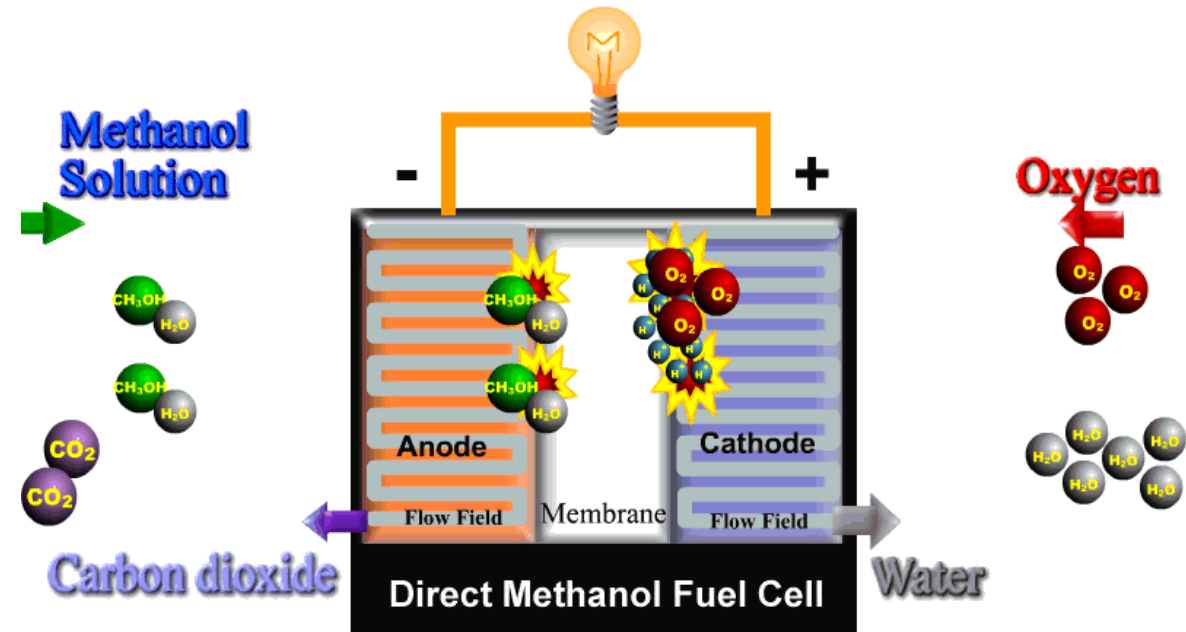 Methanol
Solution
-
+
Oxygen
CH₃OH
H₂O
CH₃OH
H₂O
CO₂
CO₂
CH₃OH
H₂O
CH₃OH
H₂O
O₂
O₂
O₂
H⁺
H⁺
H⁺
H⁺
H⁺
H⁺
H⁺
O₂
O₂
O₂
H₂O
H₂O
H₂O
H₂O
H₂O
H₂O
Anode
Cathode
Flow Field
Membrane
Flow Field
Carbon dioxide
Water
Direct Methanol Fuel Cell